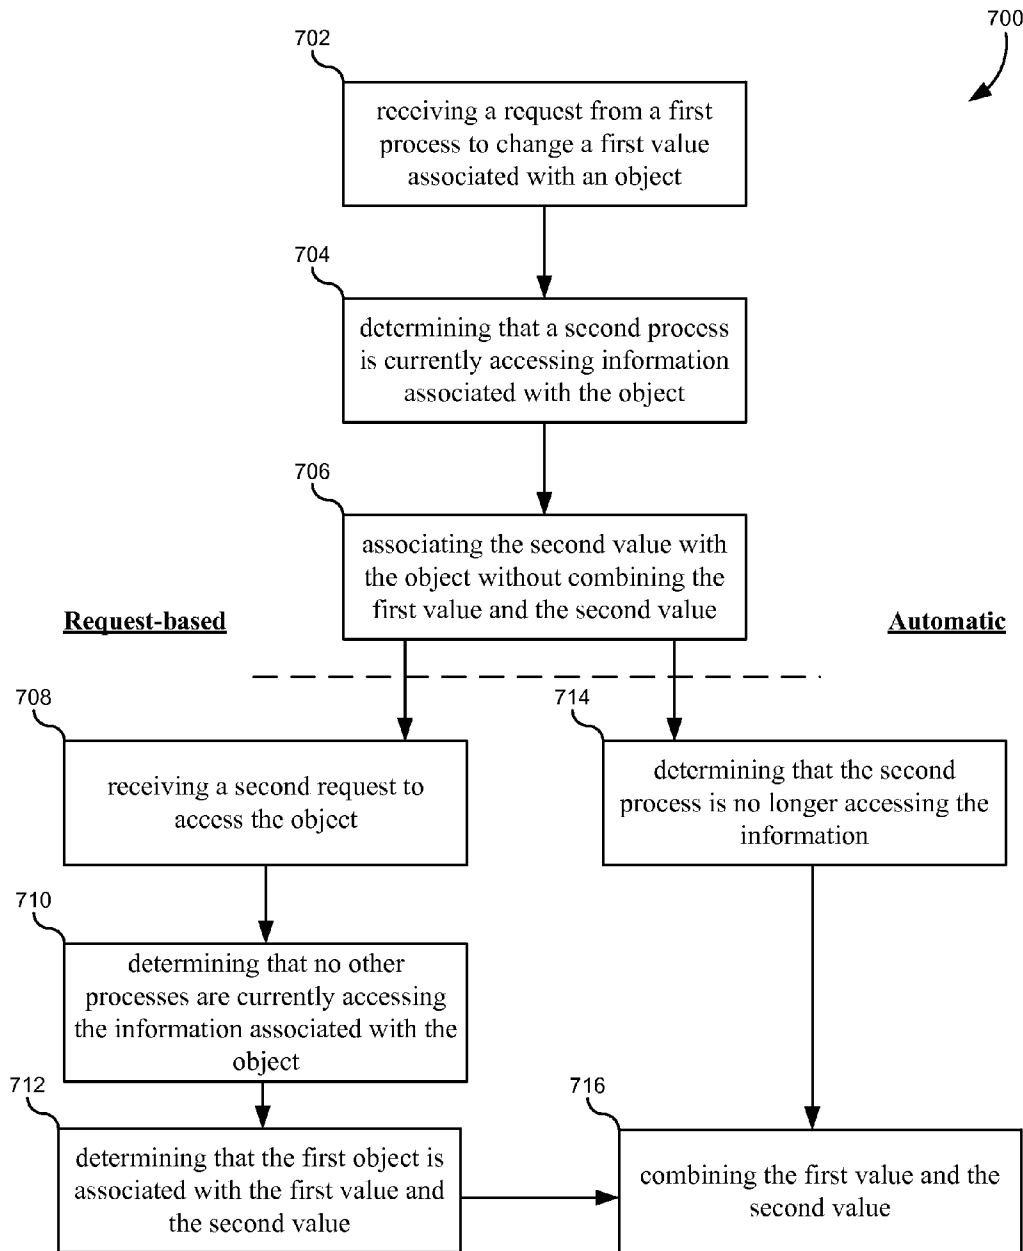 700
702
receiving a request from a first
process to change a first value
associated with an object
704
determining that a second process
is currently accessing information
associated with the object
706
associating the second value with
the object without combining the
first value and the second value
Request-based
Automatic
708
receiving a second request to
access the object
714
determining that the second
process is no longer accessing the
information
710
determining that no other
processes are currently accessing
the information associated with the
object
712
determining that the first object is
associated with the first value and
the second value
716
combining the first value and the
second value